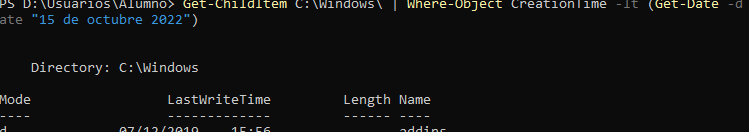 PS D:\Usuarios\Alumno> Get-ChildItem C:\Windows\ | Where-Object CreationTime -lt (Get-Date -d
ate "15 de octubre 2022")
Directory: C:\Windows
Mode LastWriteTime Length Name
---- ------------- ------ ----
d 07/12/2019 15:56 addins